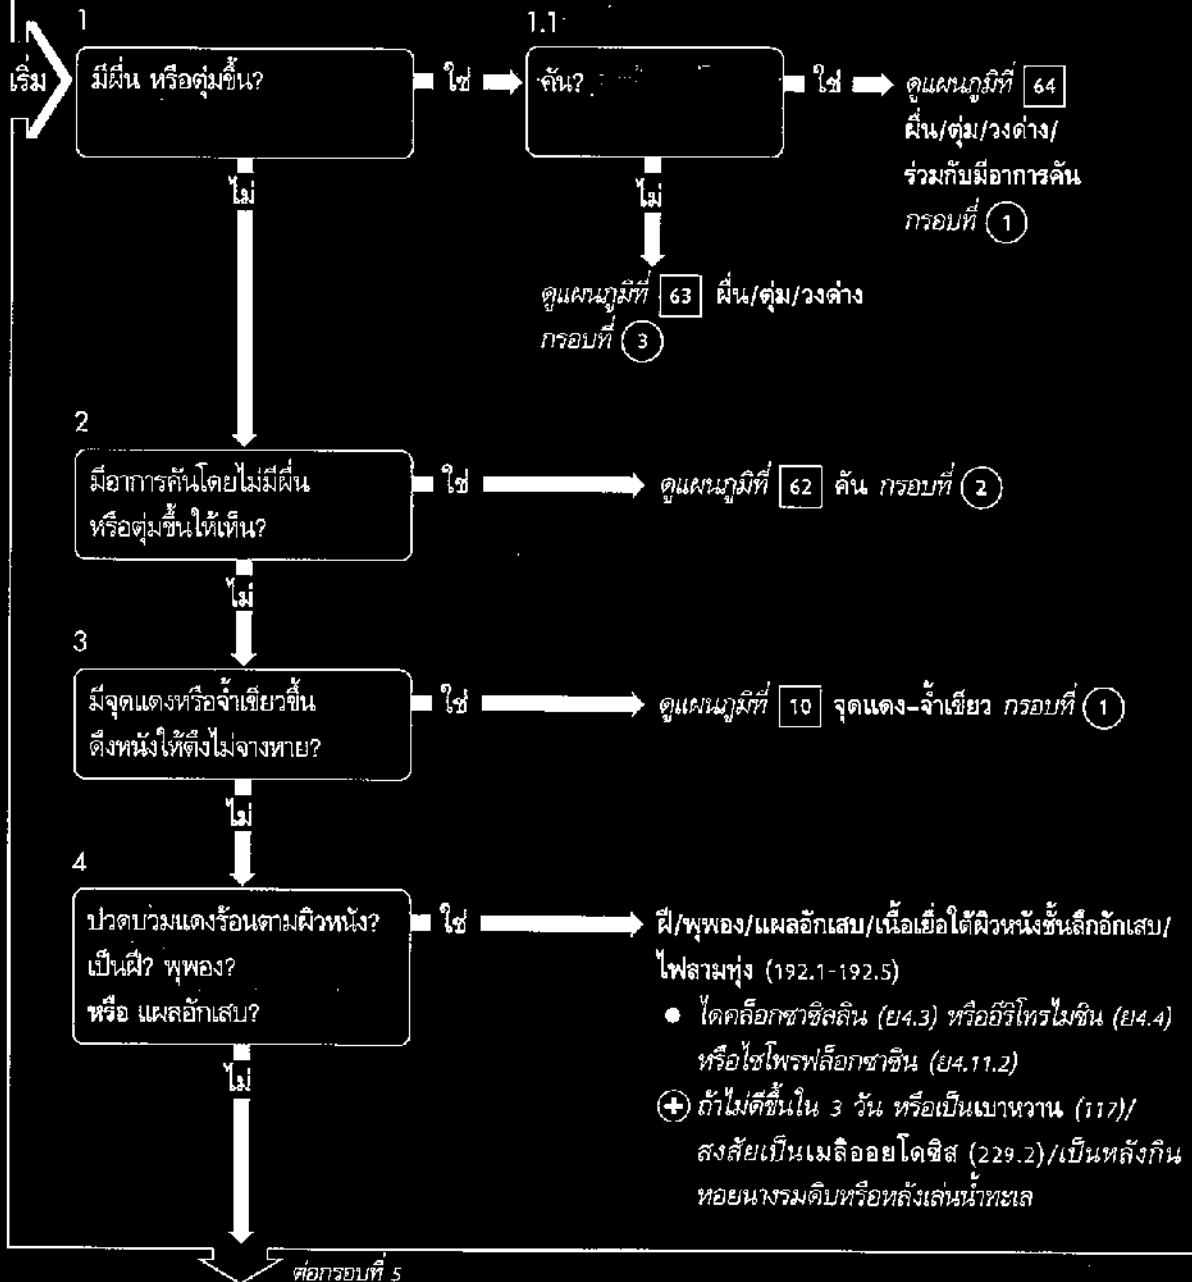 เริ่ม
1
มีผื่น หรือตุ่มขึ้น?
ใช่
1.1
คัน?
ใช่
ดูแผนภูมิที่ 64
ผื่น/ตุ่ม/วงด่าง/
ร่วมกับมีอาการคัน
กรอบที่ 1
ไม่
ไม่
ดูแผนภูมิที่ 63 ผื่น/ตุ่ม/วงด่าง
กรอบที่ 3
2
มีอาการคันโดยไม่มีผื่น
หรือตุ่มขึ้นให้เห็น?
ใช่
ดูแผนภูมิที่ 62 คัน กรอบที่ 2
ไม่
3
มีจุดแดงหรือจ้ำเขียวขึ้น
ดึงหนังให้ตึงไม่จางหาย?
ใช่
ดูแผนภูมิที่ 10 จุดแดง-จ้ำเขียว กรอบที่ 1
ไม่
4
ปวดบวมแดงร้อนตามผิวหนัง?
เป็นฝี? พุพอง?
หรือ แผลอักเสบ?
ใช่
ฝี/พุพอง/แผลอักเสบ/เนื้อเยื่อใต้ผิวหนังชั้นลึกอักเสบ/
ไฟลามทุ่ง (192.1-192.5)
● ไดคล็อกซาซิลลิน (ย4.3) หรืออีริโทรไมซิน (ย4.4)
หรือไซโพรฟล็อกซาซิน (ย4.11.2)
⊕ ถ้าไม่ดีขึ้นใน 3 วัน หรือเป็นเบาหวาน (117)/
สงสัยเป็นเมลิออยโดซิส (229.2)/เป็นหลังกิน
หอยนางรมดิบหรือหลังเล่นน้ำทะเล
ไม่
ต่อกรอบที่ 5